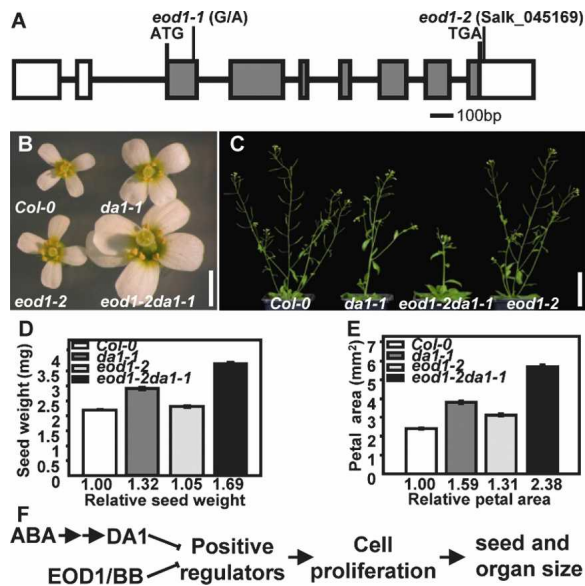 A
eod1-1 (G/A)
eod1-2 (Salk_045169)
ATG
TGA
100bp
B
C
Col-0
da1-1
eod1-2
eod1-2da1-1
Col-0
da1-1
eod1-2da1-1
eod1-2
D
Seed weight (mg)
3.5
3
2.5
2
1.5
1
0.5
0
Col-0
da1-1
eod1-2
eod1-2da1-1
1.00 1.32 1.05 1.69
Relative seed weight
E
Petal area (mm²)
7
6
5
4
3
2
1
0
Col-0
da1-1
eod1-2
eod1-2da1-1
1.00 1.59 1.31 2.38
Relative petal area
F
ABA
DA1
EOD1/BB
Positive
regulators
Cell
proliferation
seed and
organ size